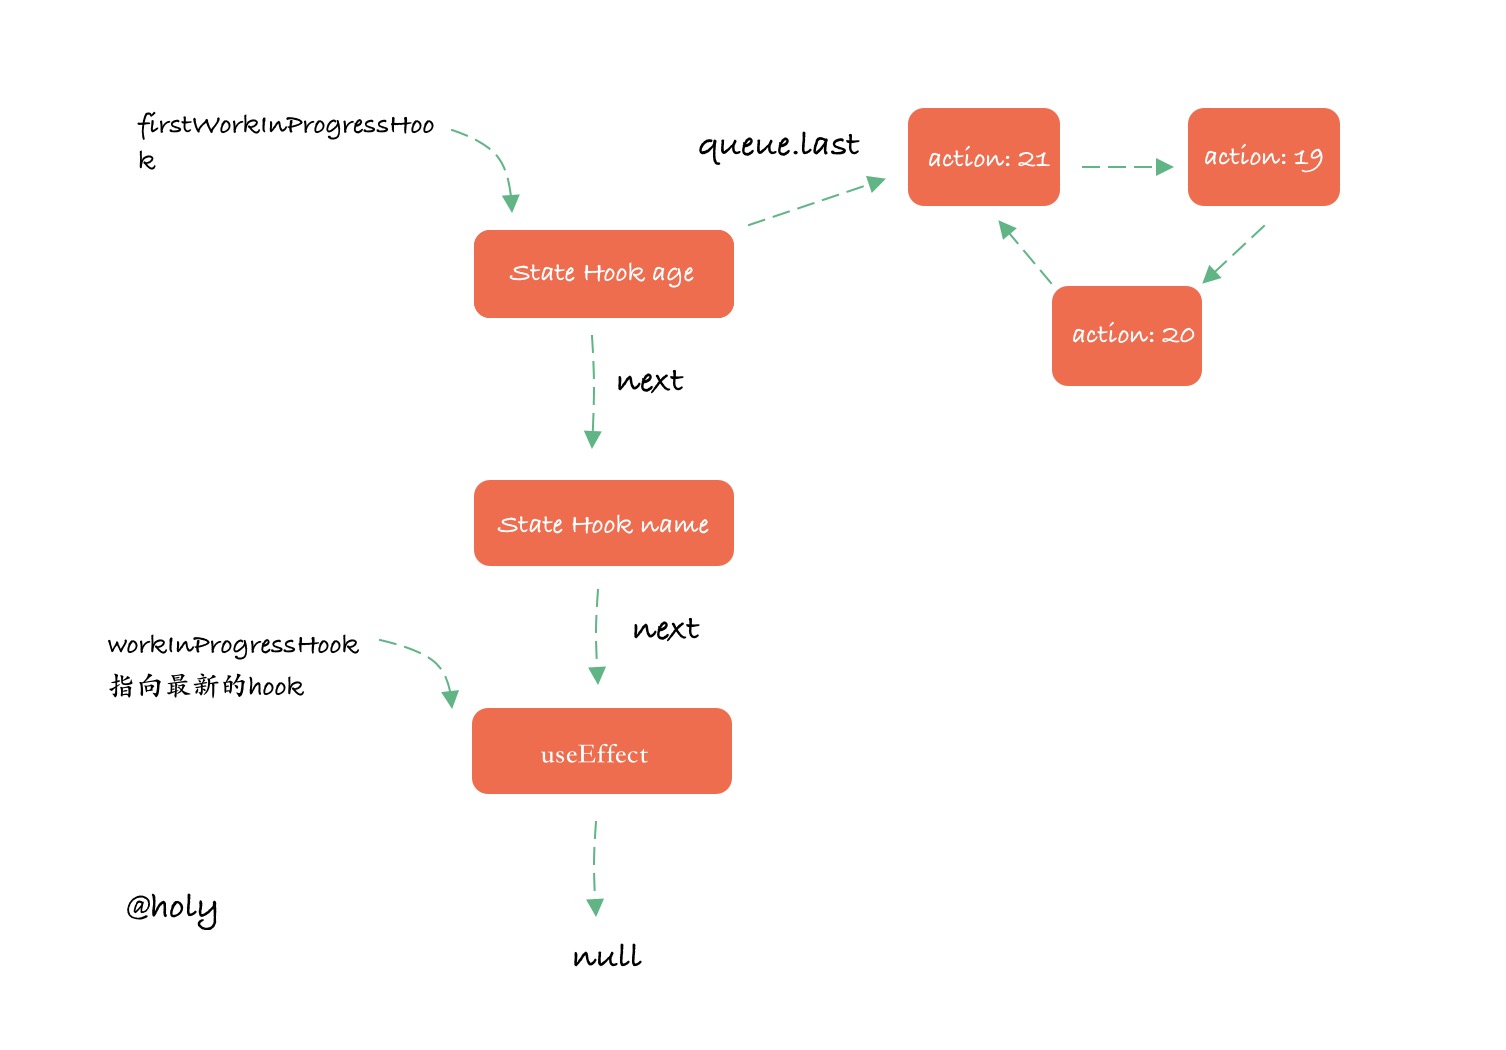 firstWorkInProgressHoo
k
queue.last
action: 21
action: 19
State Hook age
action: 20
next
State Hook name
next
workInProgressHook
指向最新的hook
useEffect
@holy
null